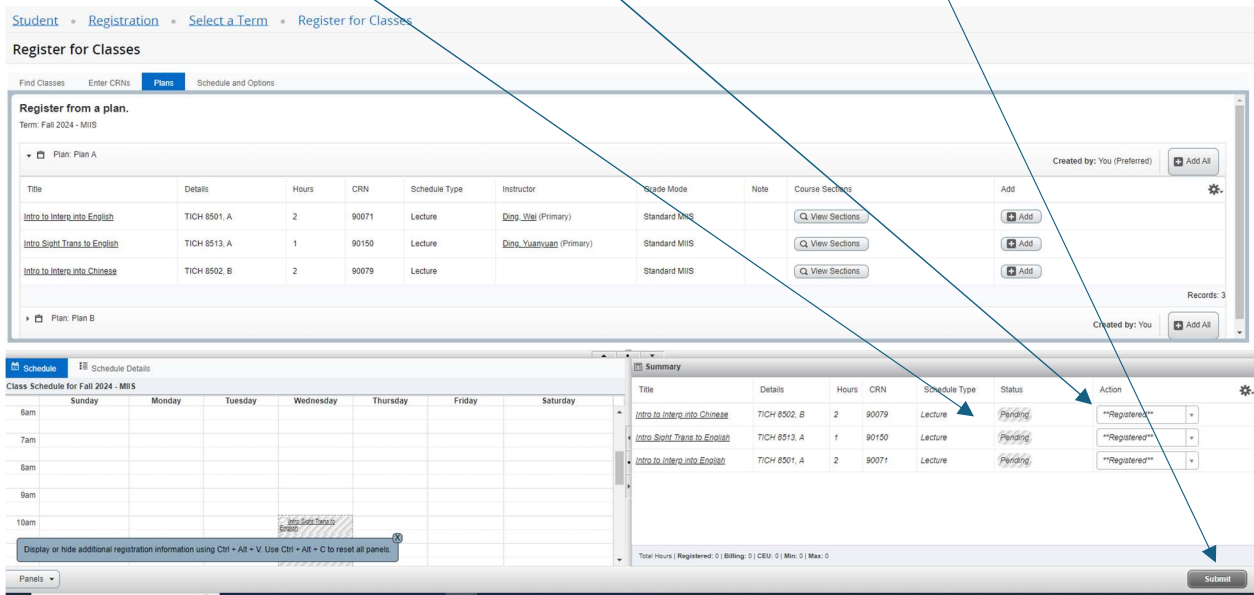 Student • Registration • Select a Term • Register for Classes
Register for Classes
Find Classes Enter CRNs Plans Schedule and Options
Register from a plan.
Term: Fall 2024 - MIIS
Plan: Plan A Created by: You (Preferred) Add All
Title Details Hours CRN Schedule Type Instructor Grade Mode Note Course Sections Add
Intro to Interp into English TICH 8501, A 2 90071 Lecture Ding, Wei (Primary) Standard MIIS View Sections Add
Intro Sight Trans to English TICH 8513, A 1 90150 Lecture Ding, Yuanyuan (Primary) Standard MIIS View Sections Add
Intro to Interp into Chinese TICH 8502, B 2 90079 Lecture Standard MIIS View Sections Add
Records: 3
Plan: Plan B Created by: You Add All
Schedule Schedule Details
Class Schedule for Fall 2024 - MIIS
Sunday Monday Tuesday Wednesday Thursday Friday Saturday
6am
7am
8am
9am
10am Intro Sight Trans to
English
Display or hide additional registration information using Ctrl + Alt + V. Use Ctrl + Alt + C to reset all panels. X
Summary
Title Details Hours CRN Schedule Type Status Action
Intro to Interp into Chinese TICH 8502, B 2 90079 Lecture Pending **Registered**
Intro Sight Trans to English TICH 8513, A 1 90150 Lecture Pending **Registered**
Intro to Interp into English TICH 8501, A 2 90071 Lecture Pending **Registered**
Total Hours | Registered: 0 | Billing: 0 | CEU: 0 | Min: 0 | Max: 0
Panels Submit